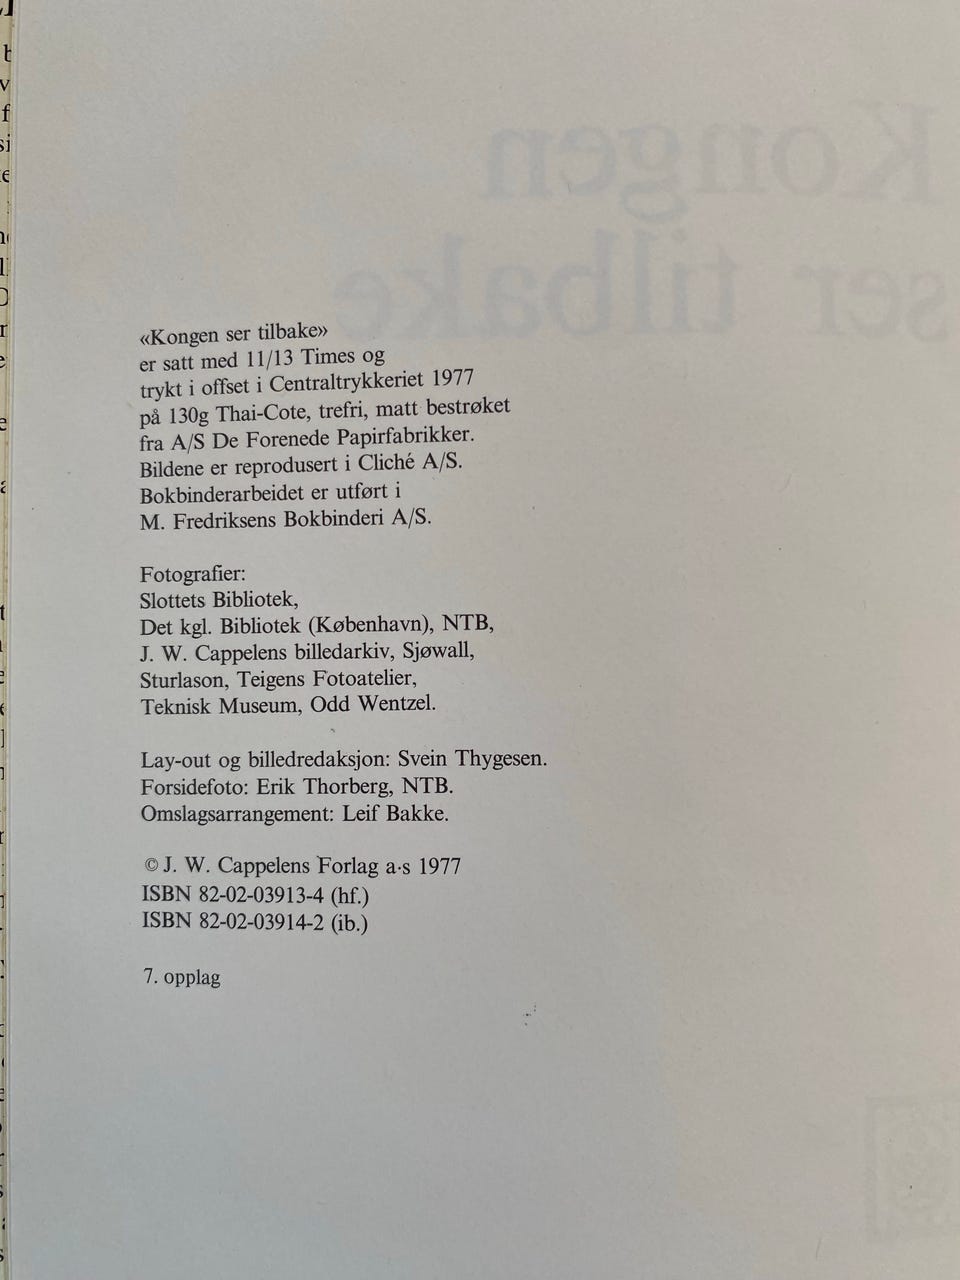 Kongen
ser tilbake
«Kongen ser tilbake»
er satt med 11/13 Times og
trykt i offset i Centraltrykkeriet 1977
på 130g Thai-Cote, trefri, matt bestrøket
fra A/S De Forenede Papirfabrikker.
Bildene er reprodusert i Cliché A/S.
Bokbinderarbeidet er utført i
M. Fredriksens Bokbinderi A/S.
Fotografier:
Slottets Bibliotek,
Det kgl. Bibliotek (København), NTB,
J. W. Cappelens billedarkiv, Sjøwall,
Sturlason, Teigens Fotoatelier,
Teknisk Museum, Odd Wentzel.
Lay-out og billedredaksjon: Svein Thygesen.
Forsidefoto: Erik Thorberg, NTB.
Omslagsarrangement: Leif Bakke.
© J. W. Cappelens Forlag a·s 1977
ISBN 82-02-03913-4 (hf.)
ISBN 82-02-03914-2 (ib.)
7. opplag